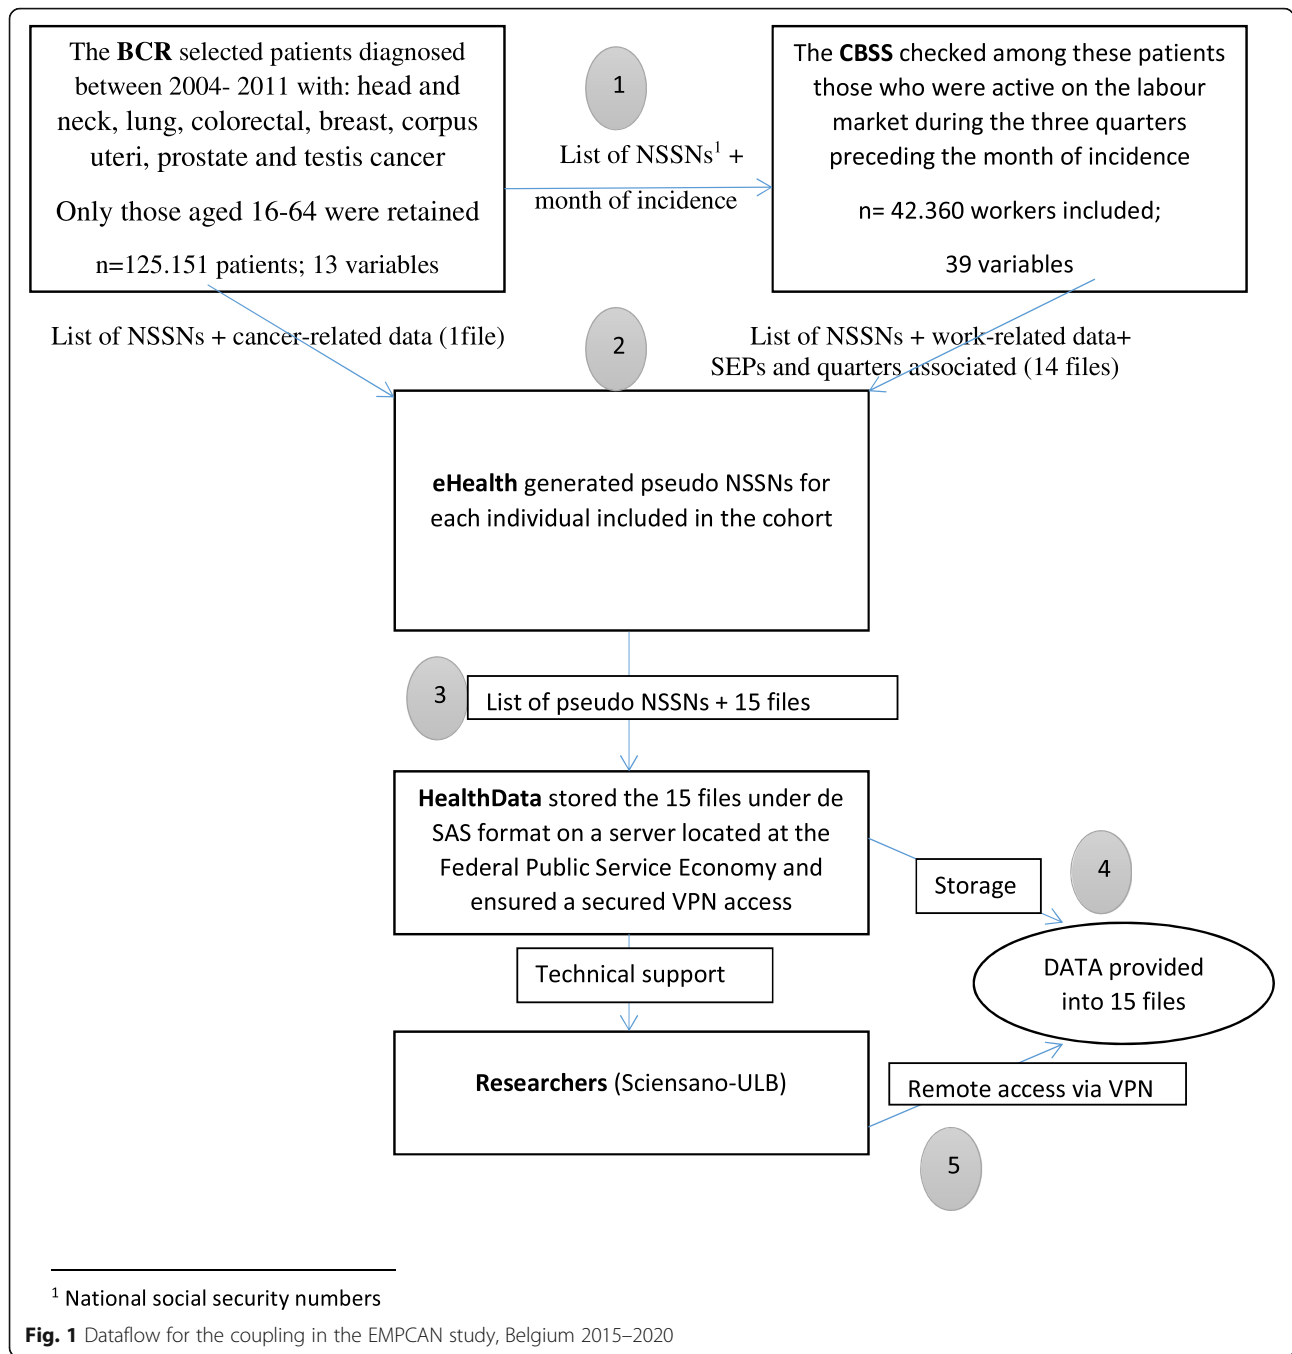 The BCR selected patients diagnosed
between 2004- 2011 with: head and
neck, lung, colorectal, breast, corpus
uteri, prostate and testis cancer
Only those aged 16-64 were retained
n=125.151 patients; 13 variables
1
List of NSSNs¹ +
month of incidence
The CBSS checked among these patients
those who were active on the labour
market during the three quarters
preceding the month of incidence
n= 42.360 workers included;
39 variables
List of NSSNs + cancer-related data (1file)
2
List of NSSNs + work-related data+
SEPs and quarters associated (14 files)
eHealth generated pseudo NSSNs for
each individual included in the cohort
3
List of pseudo NSSNs + 15 files
HealthData stored the 15 files under de
SAS format on a server located at the
Federal Public Service Economy and
ensured a secured VPN access
Storage
4
Technical support
DATA provided
into 15 files
Researchers (Sciensano-ULB)
Remote access via VPN
5
¹ National social security numbers
Fig. 1 Dataflow for the coupling in the EMPCAN study, Belgium 2015–2020